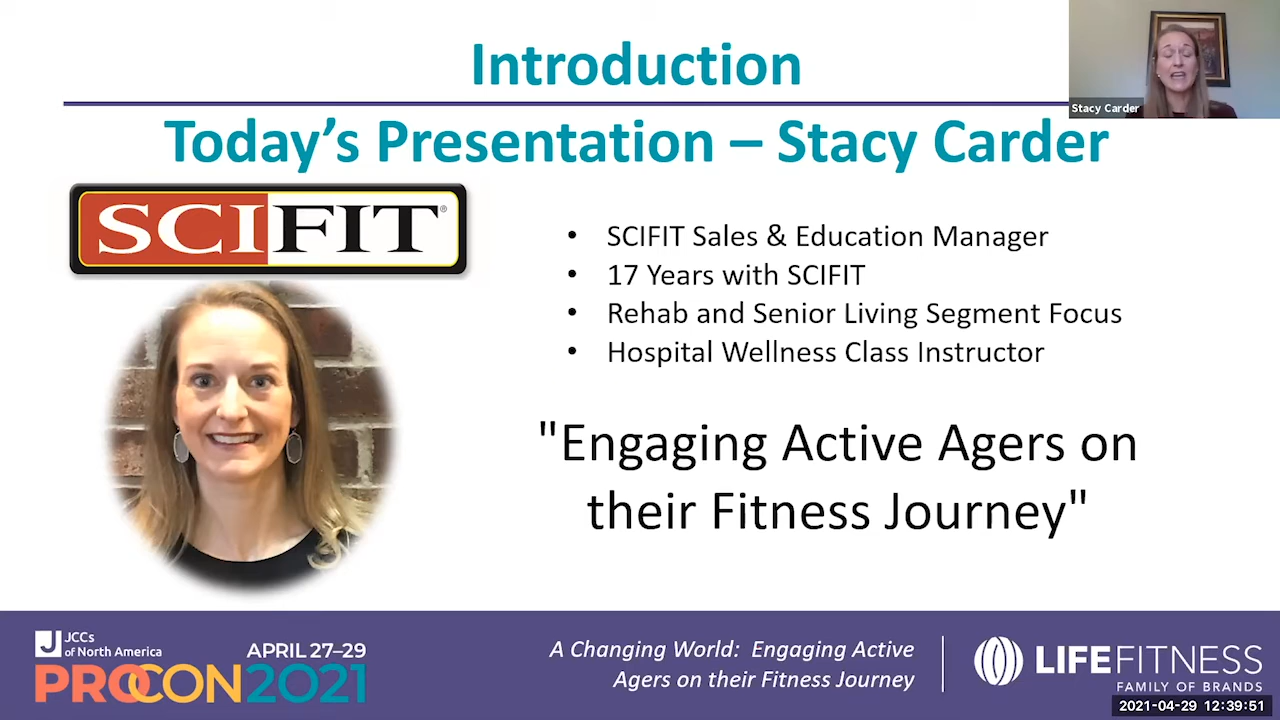 Introduction
Stacy Carder
Today's Presentation – Stacy Carder
SCIFIT®
• SCIFIT Sales & Education Manager
• 17 Years with SCIFIT
• Rehab and Senior Living Segment Focus
• Hospital Wellness Class Instructor
"Engaging Active Agers on
their Fitness Journey"
J JCCs
of North America
APRIL 27–29
PROCON2021
A Changing World: Engaging Active
Agers on their Fitness Journey
LIFEFITNESS
FAMILY OF BRANDS
2021-04-29 12:39:51